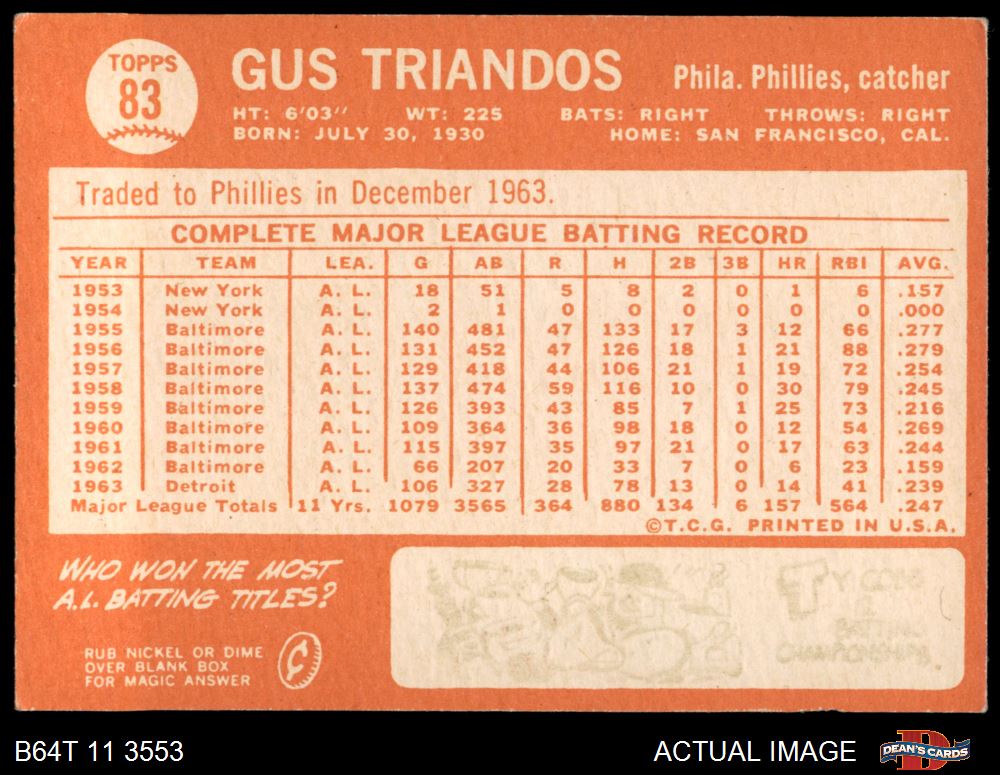 TOPPS
83
GUS TRIANDOS
Phila. Phillies, catcher
HT: 6'03" WT: 225 BATS: RIGHT THROWS: RIGHT
BORN: JULY 30, 1930 HOME: SAN FRANCISCO, CAL.
Traded to Phillies in December 1963.
COMPLETE MAJOR LEAGUE BATTING RECORD
YEAR TEAM LEA. G AB R H 2B 3B HR RBI AVG.
1953 New York A. L. 18 51 5 8 2 0 1 6 .157
1954 New York A. L. 2 1 0 0 0 0 0 0 .000
1955 Baltimore A. L. 140 481 47 133 17 3 12 66 .277
1956 Baltimore A. L. 131 452 47 126 18 1 21 88 .279
1957 Baltimore A. L. 129 418 44 106 21 1 19 72 .254
1958 Baltimore A. L. 137 474 59 116 10 0 30 79 .245
1959 Baltimore A. L. 126 393 43 85 7 1 25 73 .216
1960 Baltimore A. L. 109 364 36 98 18 0 12 54 .269
1961 Baltimore A. L. 115 397 35 97 21 0 17 63 .244
1962 Baltimore A. L. 66 207 20 33 7 0 6 23 .159
1963 Detroit A. L. 106 327 28 78 13 0 14 41 .239
Major League Totals 11 Yrs. 1079 3565 364 880 134 6 157 564 .247
©T.C.G. PRINTED IN U.S.A.
WHO WON THE MOST
A.L. BATTING TITLES?
RUB NICKEL OR DIME
OVER BLANK BOX
FOR MAGIC ANSWER
TY COBB
BATTING
CHAMPIONSHIPS.
B64T 11 3553
ACTUAL IMAGE
DEAN'S CARDS